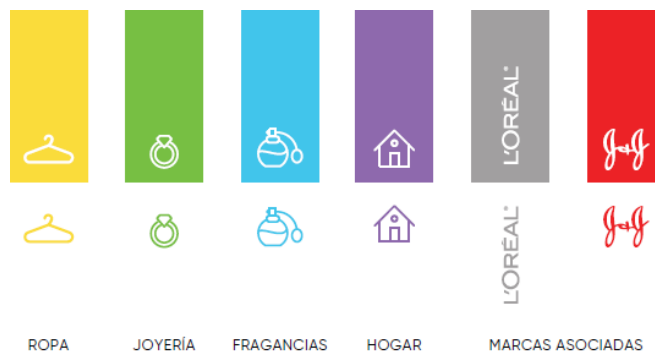 L'ORÉAL®
J&J
L'ORÉAL®
J&J
ROPA
JOYERÍA
FRAGANCIAS
HOGAR
MARCAS ASOCIADAS